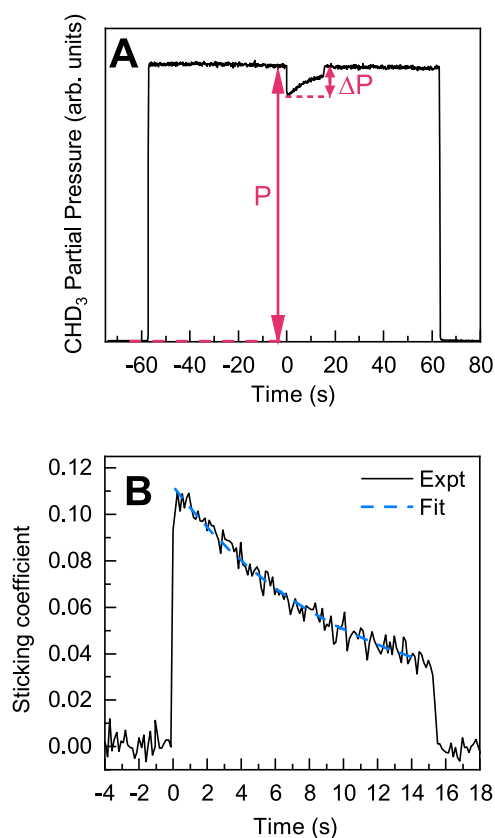 A
CHD₃ Partial Pressure (arb. units)
P
ΔP
-60 -40 -20 0 20 40 60 80
Time (s)
B
Expt
Fit
Sticking coefficient
0.12
0.10
0.08
0.06
0.04
0.02
0.00
-4 -2 0 2 4 6 8 10 12 14 16 18
Time (s)